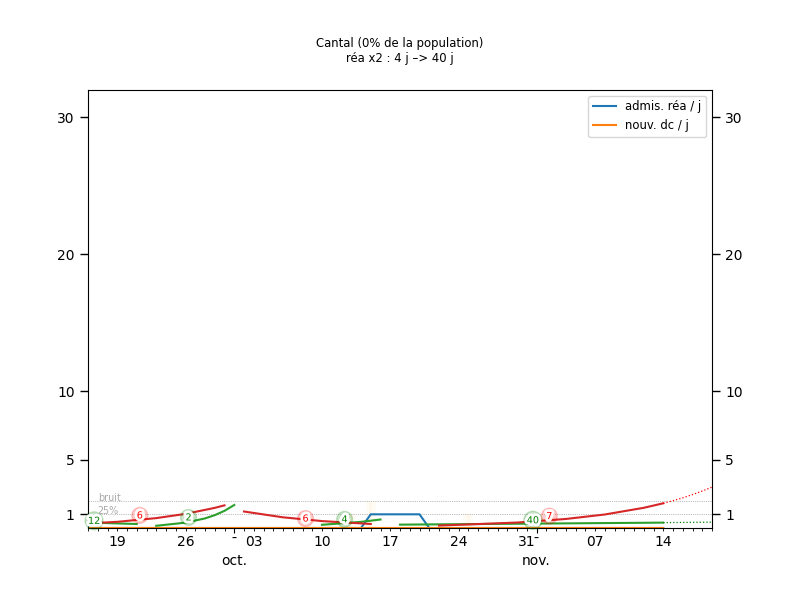 Cantal (0% de la population)
réa x2 : 4 j –> 40 j
admis. réa / j
nouv. dc / j
30 30
20 20
10 10
5 5
bruit
25%
1 1
12 6 2 6 4 40 7
19 26 - 03 10 17 24 31- 07 14
oct. nov.